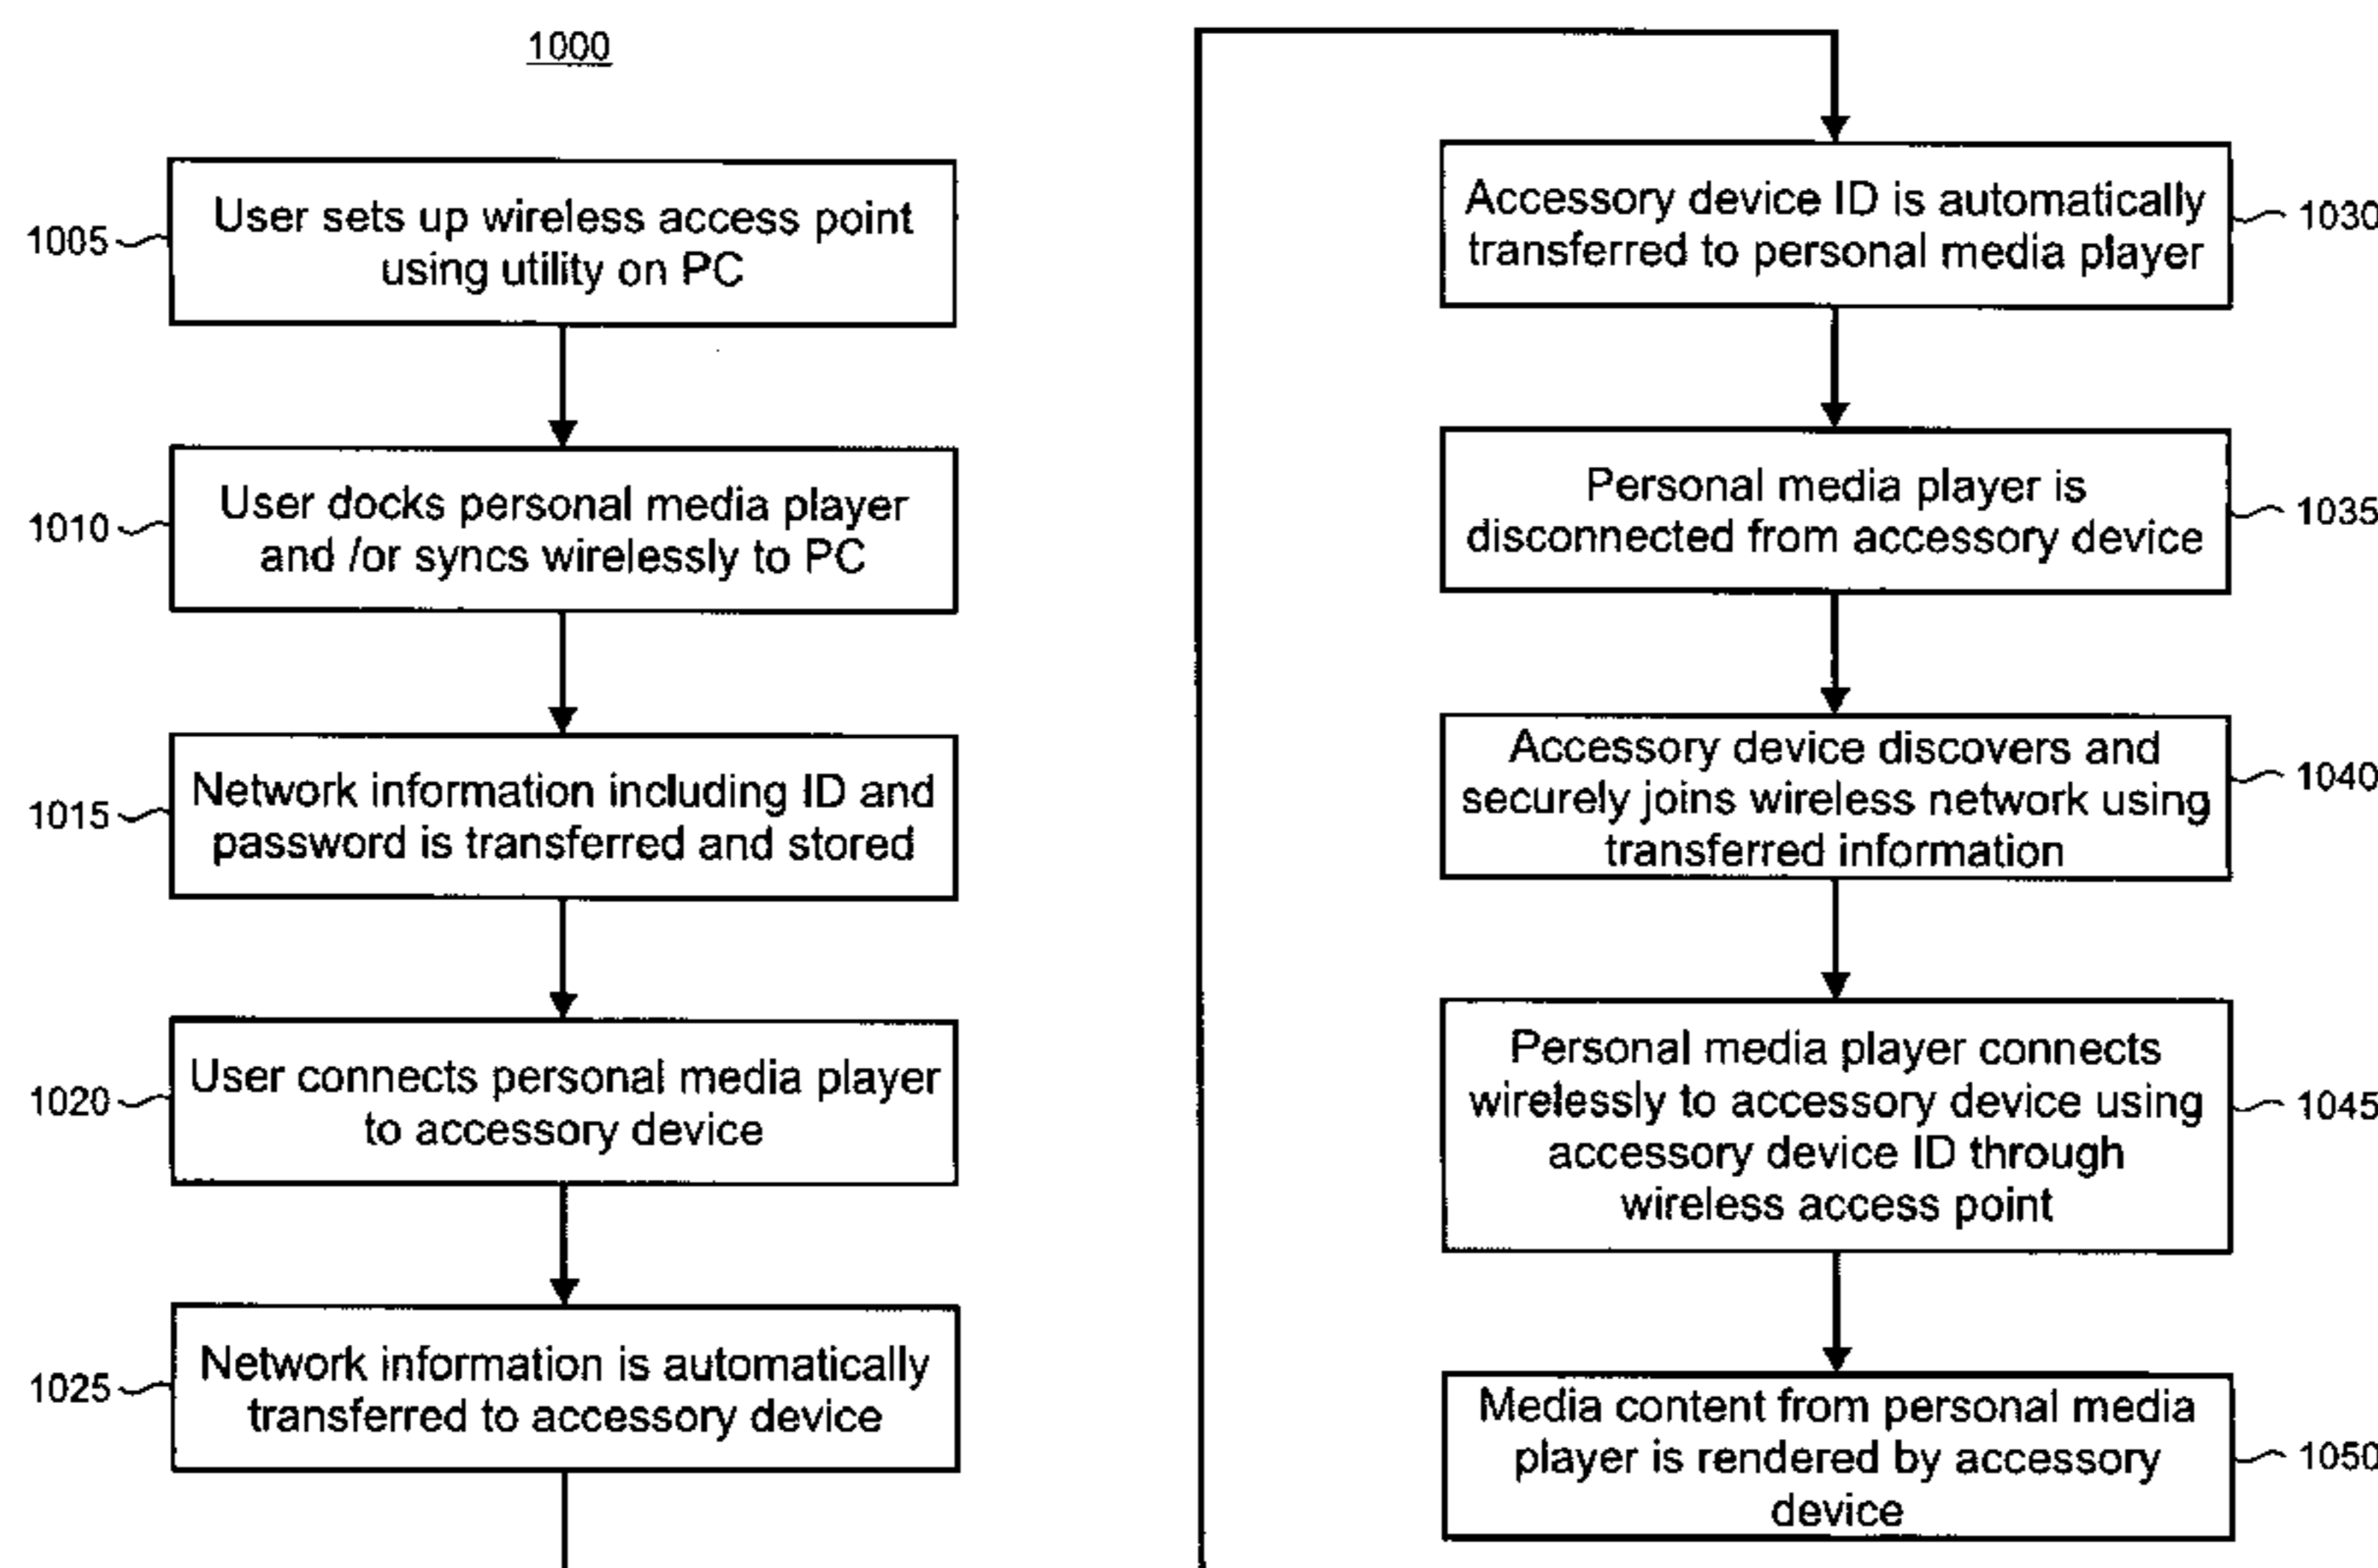 1000
1005
User sets up wireless access point
using utility on PC
1010
User docks personal media player
and /or syncs wirelessly to PC
1015
Network information including ID and
password is transferred and stored
1020
User connects personal media player
to accessory device
1025
Network information is automatically
transferred to accessory device
Accessory device ID is automatically
transferred to personal media player
1030
Personal media player is
disconnected from accessory device
1035
Accessory device discovers and
securely joins wireless network using
transferred information
1040
Personal media player connects
wirelessly to accessory device using
accessory device ID through
wireless access point
1045
Media content from personal media
player is rendered by accessory
device
1050